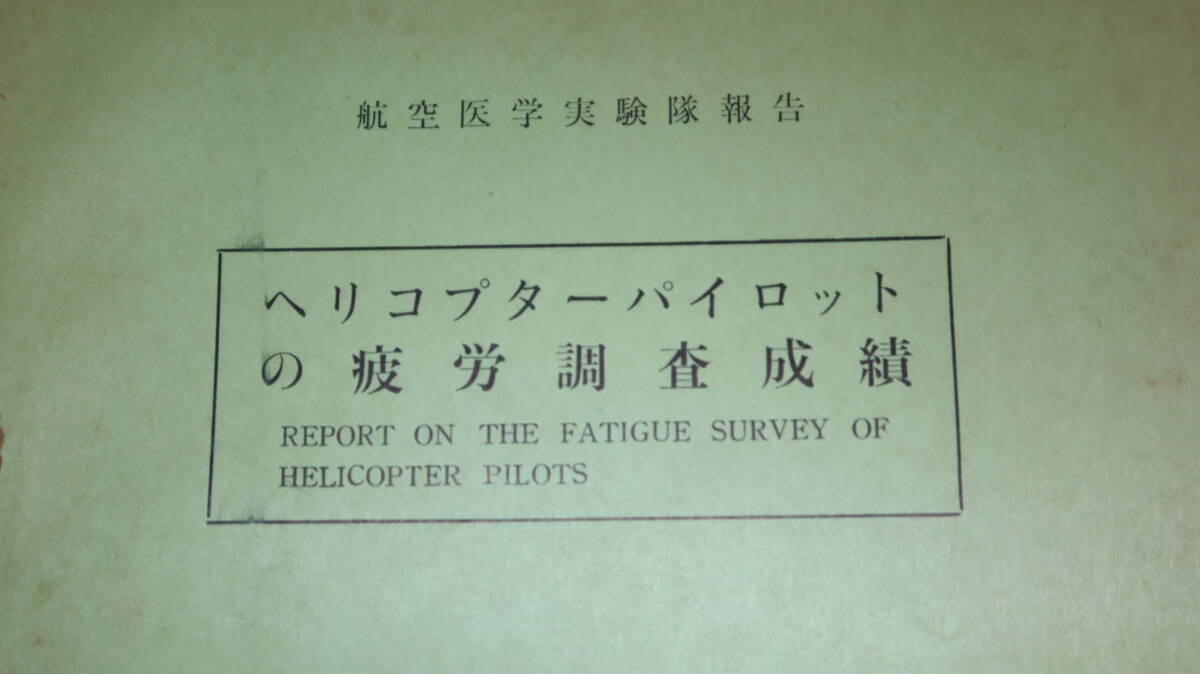 航空医学実験隊報告
ヘリコプターパイロット
の疲労調査成績
REPORT ON THE FATIGUE SURVEY OF
HELICOPTER PILOTS